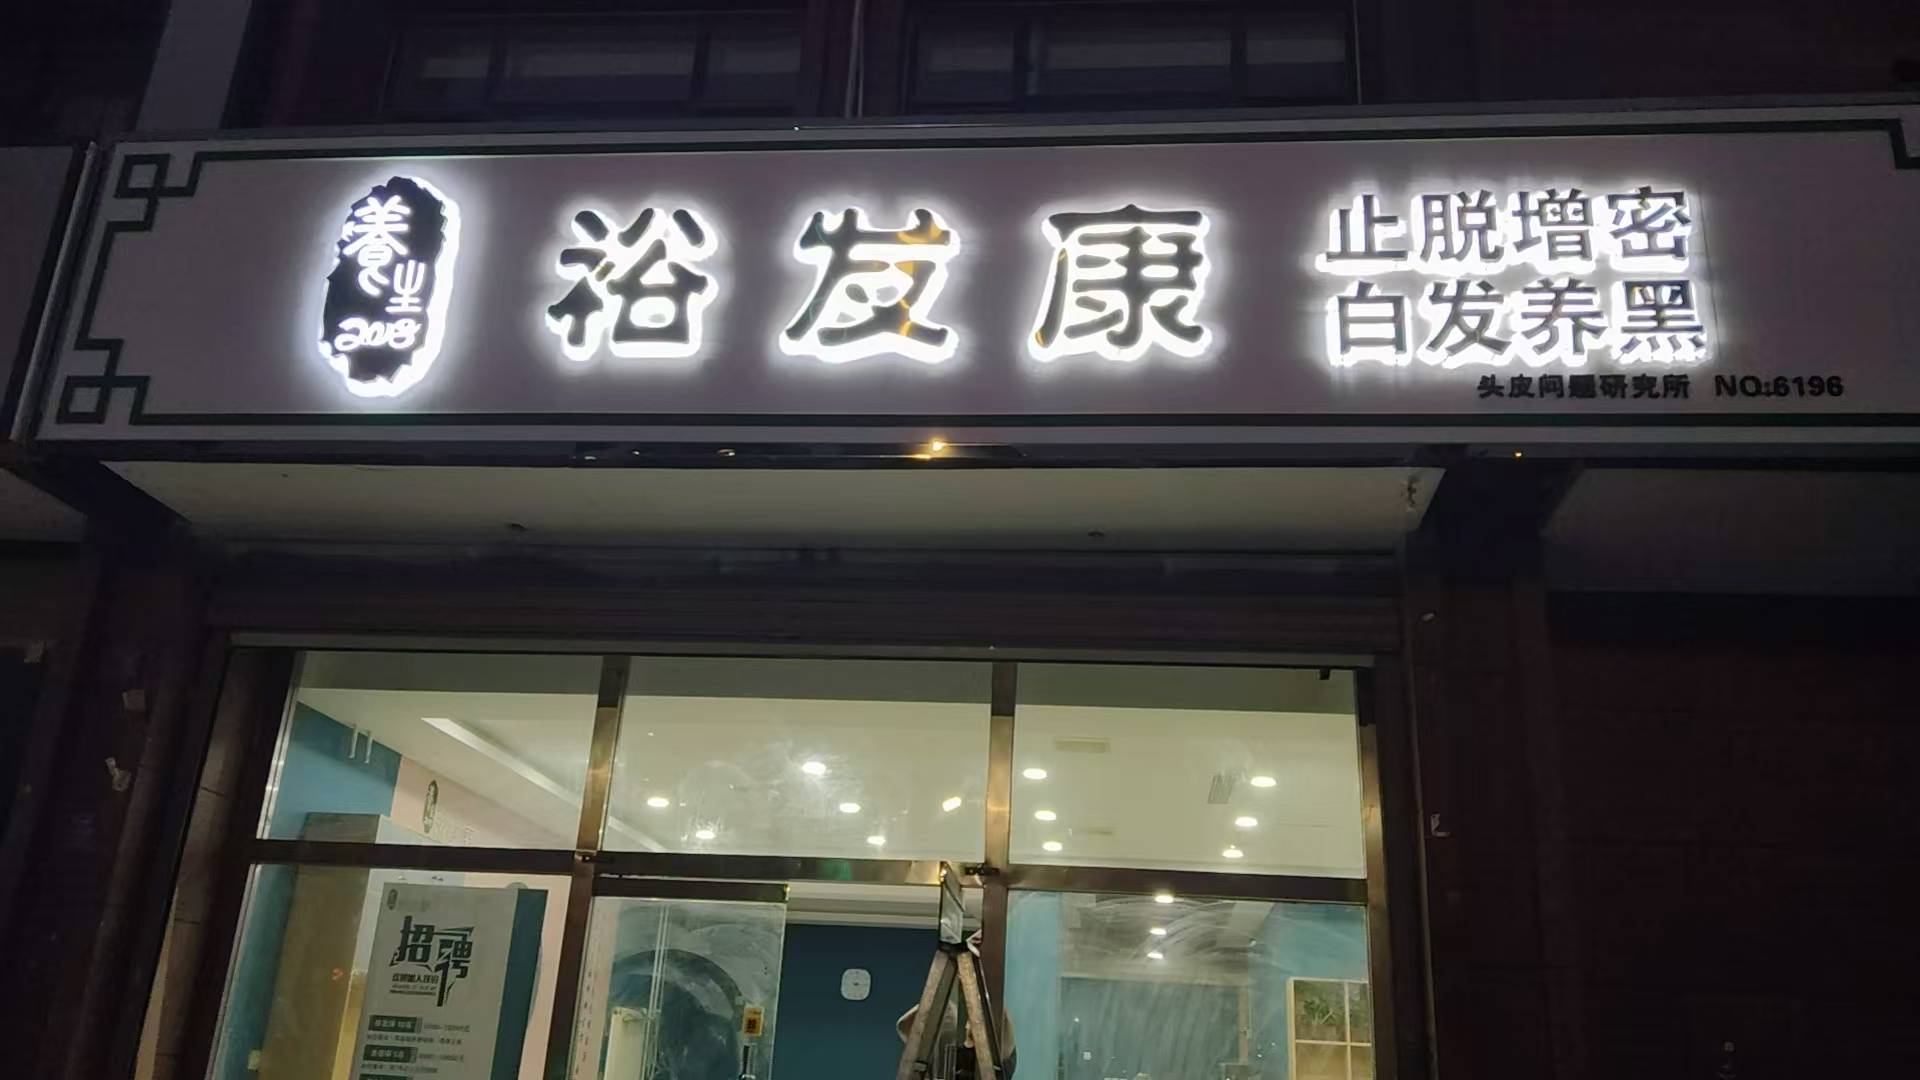 養生
2018
裕发康
止脱增密
白发养黑
头皮问题研究所 NO:6196
招聘